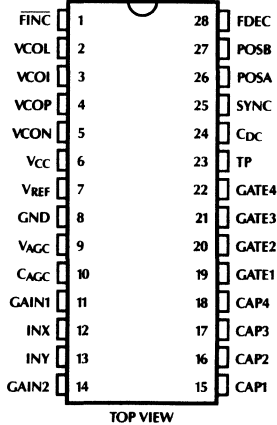 FINC 1 28 FDEC
VCOL 2 27 POSB
VCOI 3 26 POSA
VCOP 4 25 SYNC
VCON 5 24 CDC
VCC 6 23 TP
VREF 7 22 GATE4
GND 8 21 GATE3
VAGC 9 20 GATE2
CAGC 10 19 GATE1
GAIN1 11 18 CAP4
INX 12 17 CAP3
INY 13 16 CAP2
GAIN2 14 15 CAP1
TOP VIEW